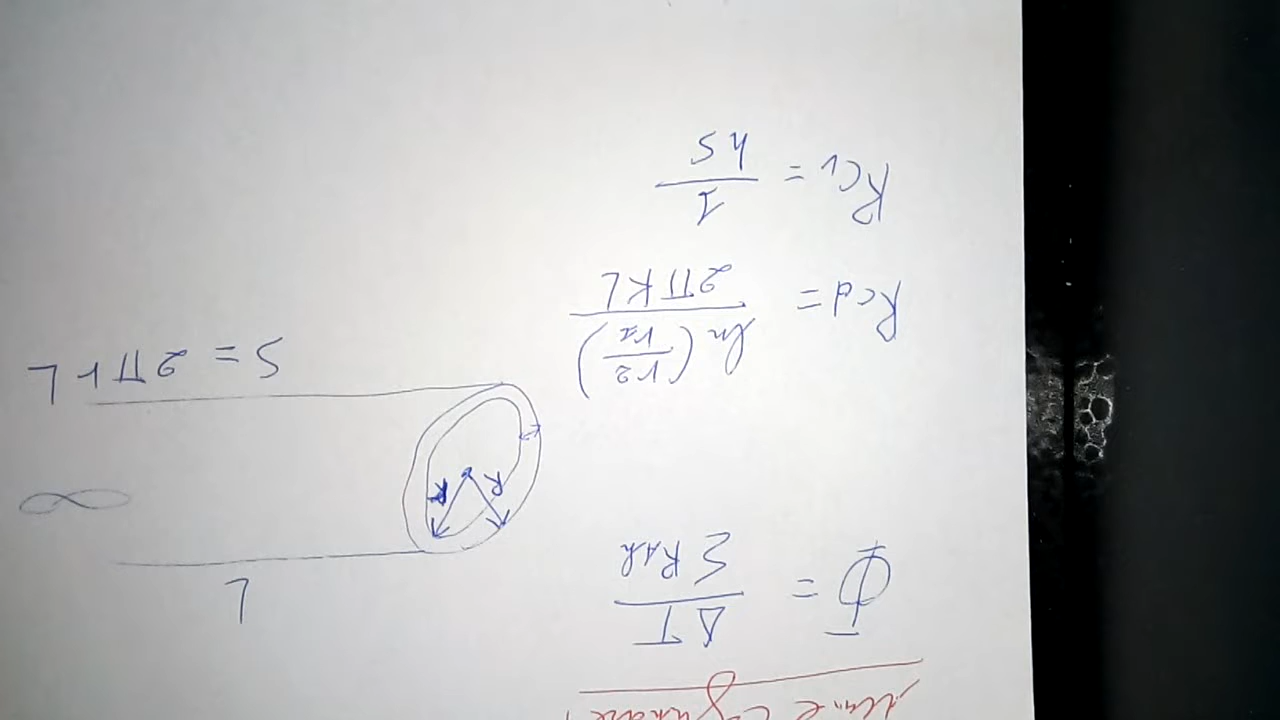 Φ = ΔT / Σ Rth
L
R R
∞
S = 2πrL
Rcd = ln(r2/r1) / 2πKL
Rcv = 1 / hS